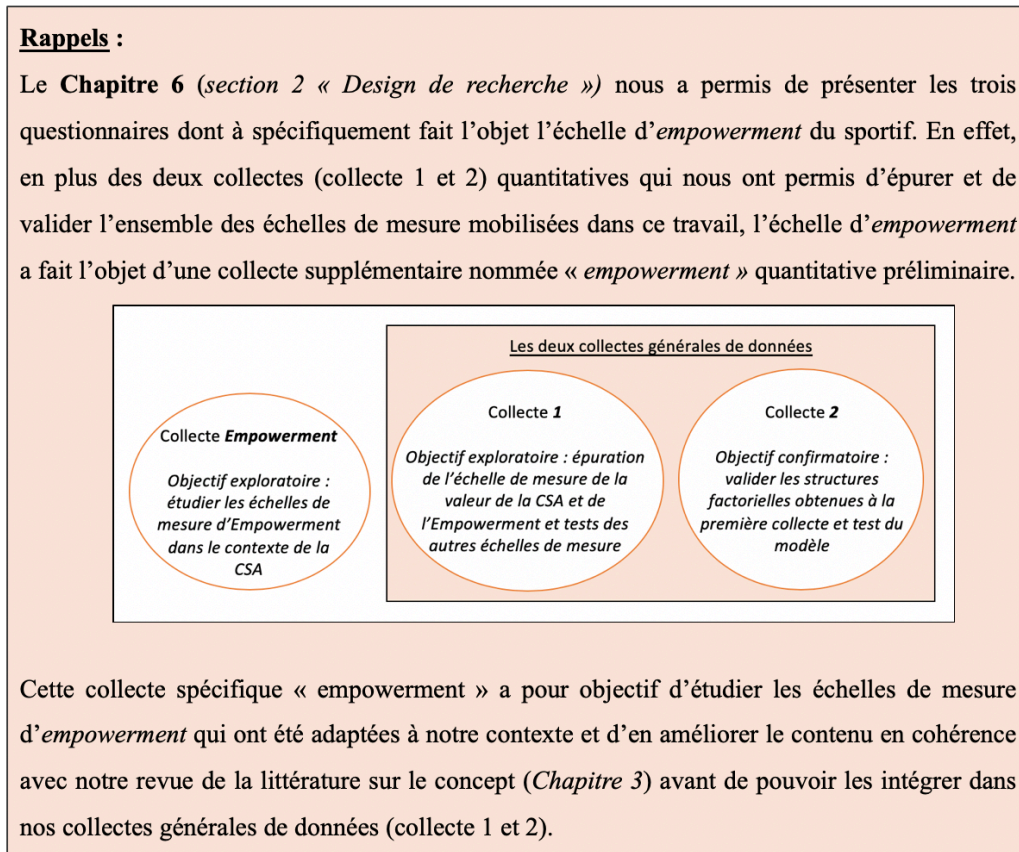 Rappels :
Le Chapitre 6 (section 2 « Design de recherche ») nous a permis de présenter les trois
questionnaires dont à spécifiquement fait l’objet l’échelle d’empowerment du sportif. En effet,
en plus des deux collectes (collecte 1 et 2) quantitatives qui nous ont permis d’épurer et de
valider l’ensemble des échelles de mesure mobilisées dans ce travail, l’échelle d’empowerment
a fait l’objet d’une collecte supplémentaire nommée « empowerment » quantitative préliminaire.
Les deux collectes générales de données
Collecte Empowerment
Objectif exploratoire :
étudier les échelles de
mesure d’Empowerment
dans le contexte de la
CSA
Collecte 1
Objectif exploratoire : épuration
de l’échelle de mesure de la
valeur de la CSA et de
l’Empowerment et tests des
autres échelles de mesure
Collecte 2
Objectif confirmatoire :
valider les structures
factorielles obtenues à la
première collecte et test du
modèle
Cette collecte spécifique « empowerment » a pour objectif d’étudier les échelles de mesure
d’empowerment qui ont été adaptées à notre contexte et d’en améliorer le contenu en cohérence
avec notre revue de la littérature sur le concept (Chapitre 3) avant de pouvoir les intégrer dans
nos collectes générales de données (collecte 1 et 2).